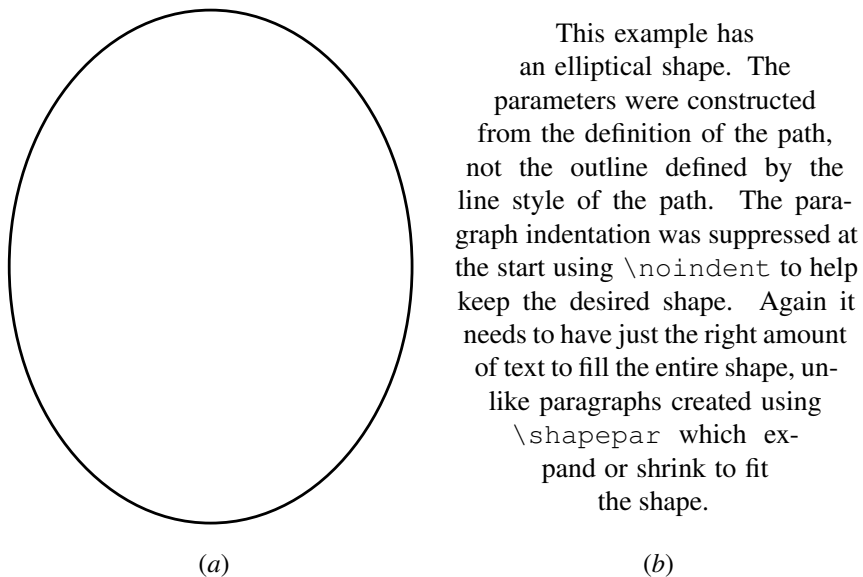 This example has
an elliptical shape. The
parameters were constructed
from the definition of the path,
not the outline defined by the
line style of the path. The para-
graph indentation was suppressed at
the start using \noindent to help
keep the desired shape. Again it
needs to have just the right amount
of text to fill the entire shape, un-
like paragraphs created using
\shapepar which ex-
pand or shrink to fit
the shape.
(a)
(b)